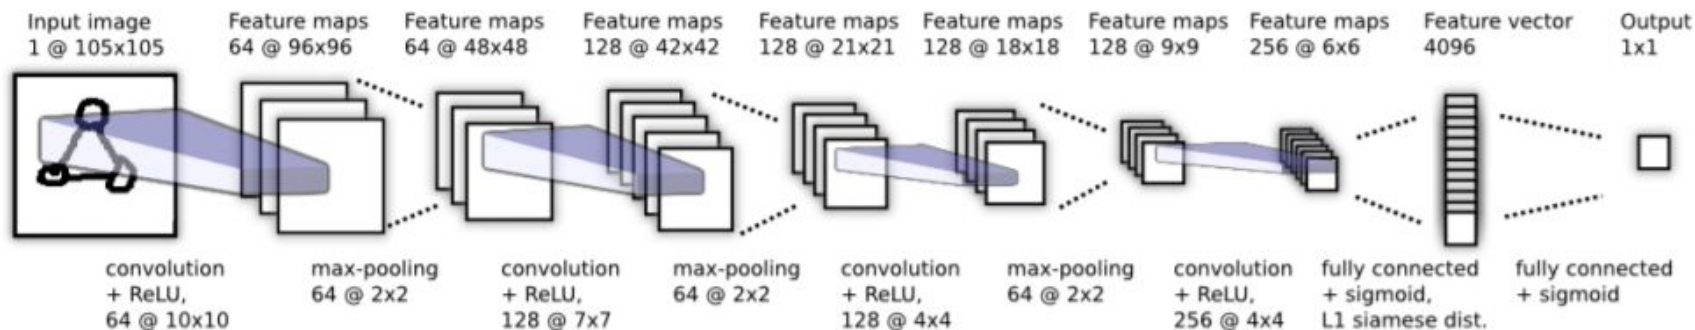 Input image
1 @ 105x105
Feature maps
64 @ 96x96
Feature maps
64 @ 48x48
Feature maps
128 @ 42x42
Feature maps
128 @ 21x21
Feature maps
128 @ 18x18
Feature maps
128 @ 9x9
Feature maps
256 @ 6x6
Feature vector
4096
Output
1x1
convolution
+ ReLU,
64 @ 10x10
max-pooling
64 @ 2x2
convolution
+ ReLU,
128 @ 7x7
max-pooling
64 @ 2x2
convolution
+ ReLU,
128 @ 4x4
max-pooling
64 @ 2x2
convolution
+ ReLU,
256 @ 4x4
fully connected
+ sigmoid,
L1 siamese dist.
fully connected
+ sigmoid